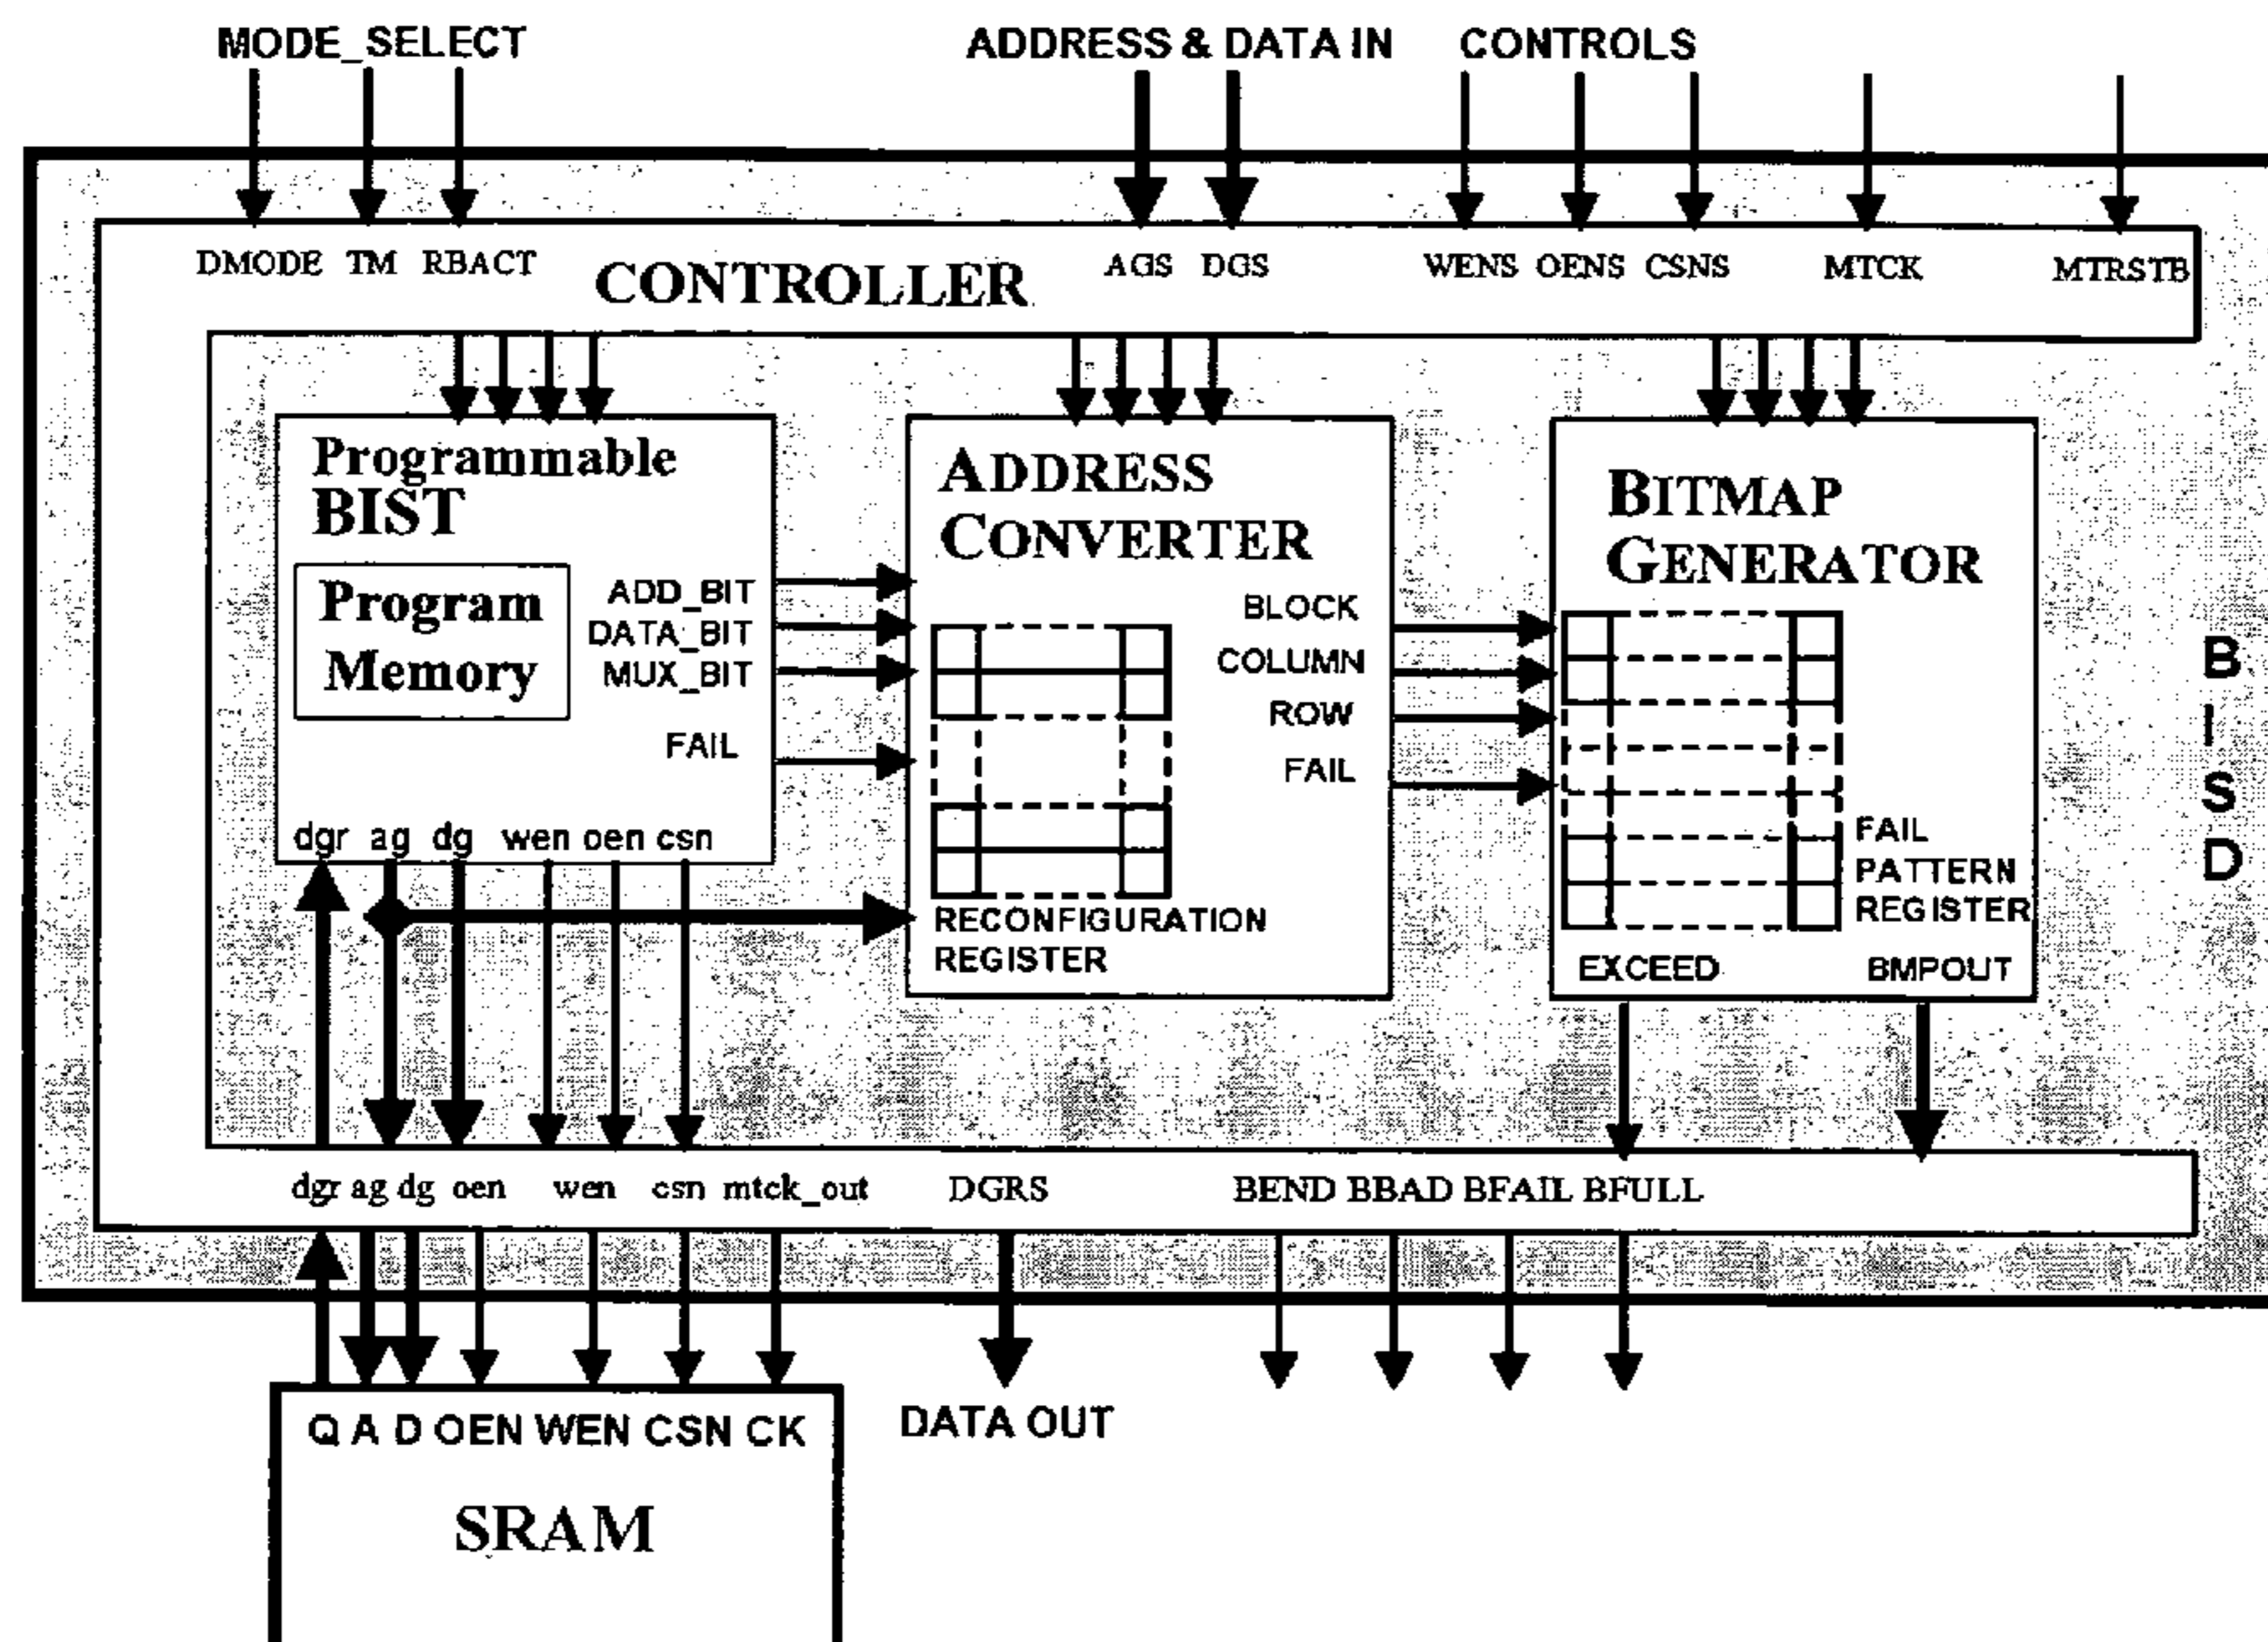 MODE_SELECT
ADDRESS & DATA IN
CONTROLS
DMODE TM RBACT
CONTROLLER
AGS DGS
WENS OENS CSNS
MTCK
MTRSTB
Programmable
BIST
Program
Memory
ADD_BIT
DATA_BIT
MUX_BIT
FAIL
dgr ag dg wen oen csn
ADDRESS
CONVERTER
BLOCK
COLUMN
ROW
FAIL
RECONFIGURATION
REGISTER
BITMAP
GENERATOR
FAIL
PATTERN
REGISTER
EXCEED
BMPOUT
B
I
S
D
dgr ag dg oen wen csn mtck_out
DGRS
BEND BBAD BFAIL BFULL
Q A D OEN WEN CSN CK
DATA OUT
SRAM